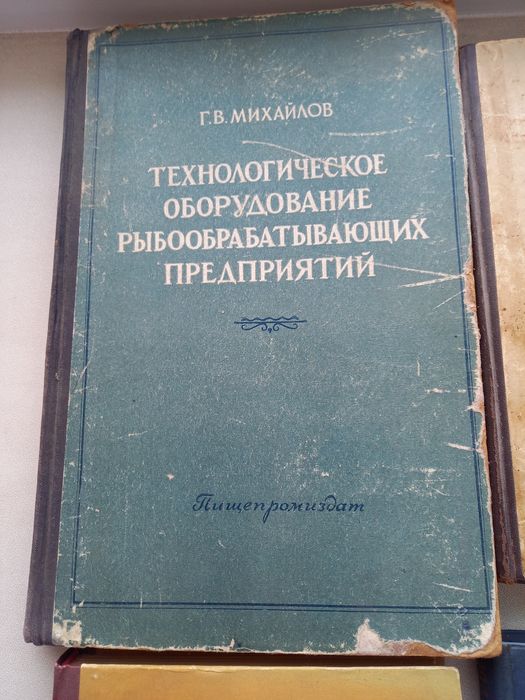 Г.В. МИХАЙЛОВ
ТЕХНОЛОГИЧЕСКОЕ
ОБОРУДОВАНИЕ
РЫБООБРАБАТЫВАЮЩИХ
ПРЕДПРИЯТИЙ
Пищепромиздат